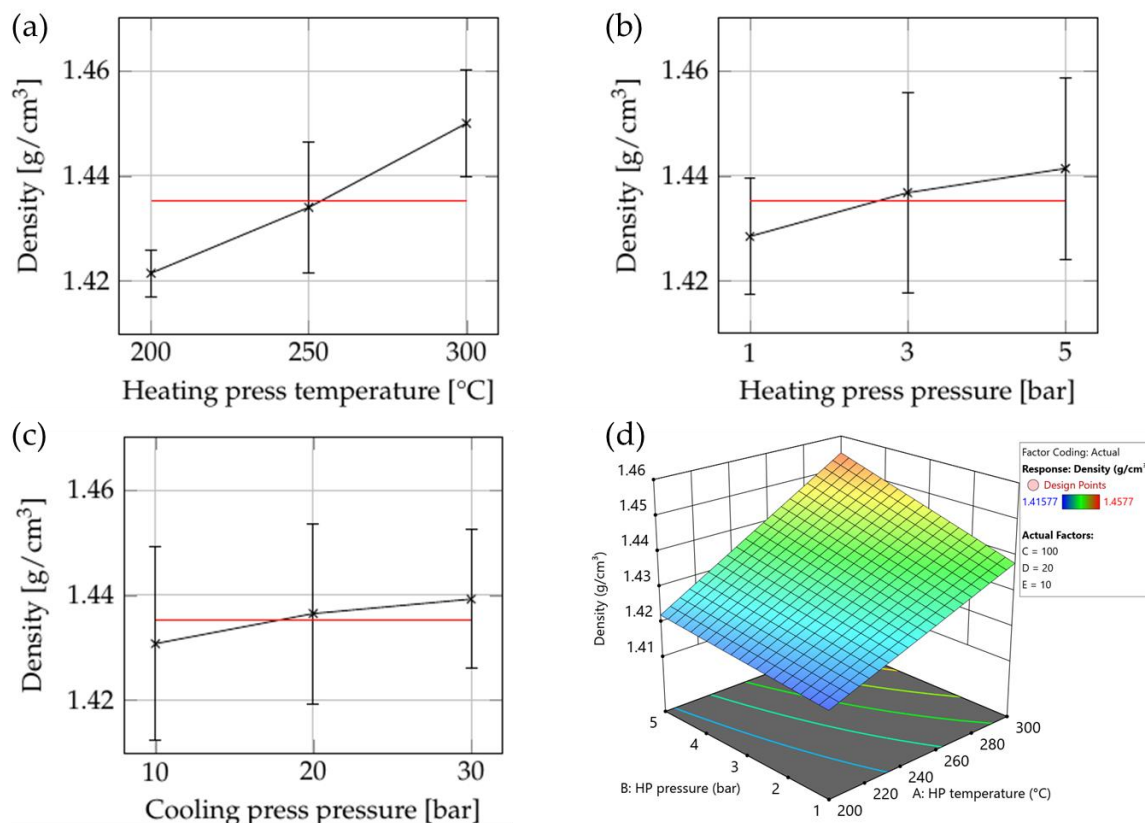 (a)
Density [g/cm³]
1.46
1.44
1.42
200 250 300
Heating press temperature [°C]
(b)
Density [g/cm³]
1.46
1.44
1.42
1 3 5
Heating press pressure [bar]
(c)
Density [g/cm³]
1.46
1.44
1.42
10 20 30
Cooling press pressure [bar]
(d)
Density (g/cm³)
1.46
1.45
1.44
1.43
1.42
1.41
5
4
3
2
1
B: HP pressure (bar)
200
220
240
260
280
300
A: HP temperature (°C)
Factor Coding: Actual
Response: Density (g/cm³
Design Points
1.41577 1.4577
Actual Factors:
C = 100
D = 20
E = 10